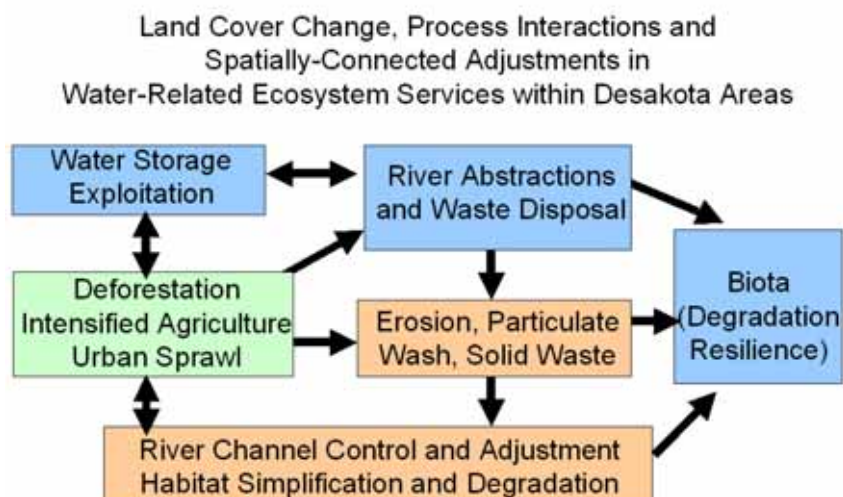 Land Cover Change, Process Interactions and
Spatially-Connected Adjustments in
Water-Related Ecosystem Services within Desakota Areas
Water Storage
Exploitation
River Abstractions
and Waste Disposal
Deforestation
Intensified Agriculture
Urban Sprawl
Erosion, Particulate
Wash, Solid Waste
Biota
(Degradation
Resilience)
River Channel Control and Adjustment
Habitat Simplification and Degradation